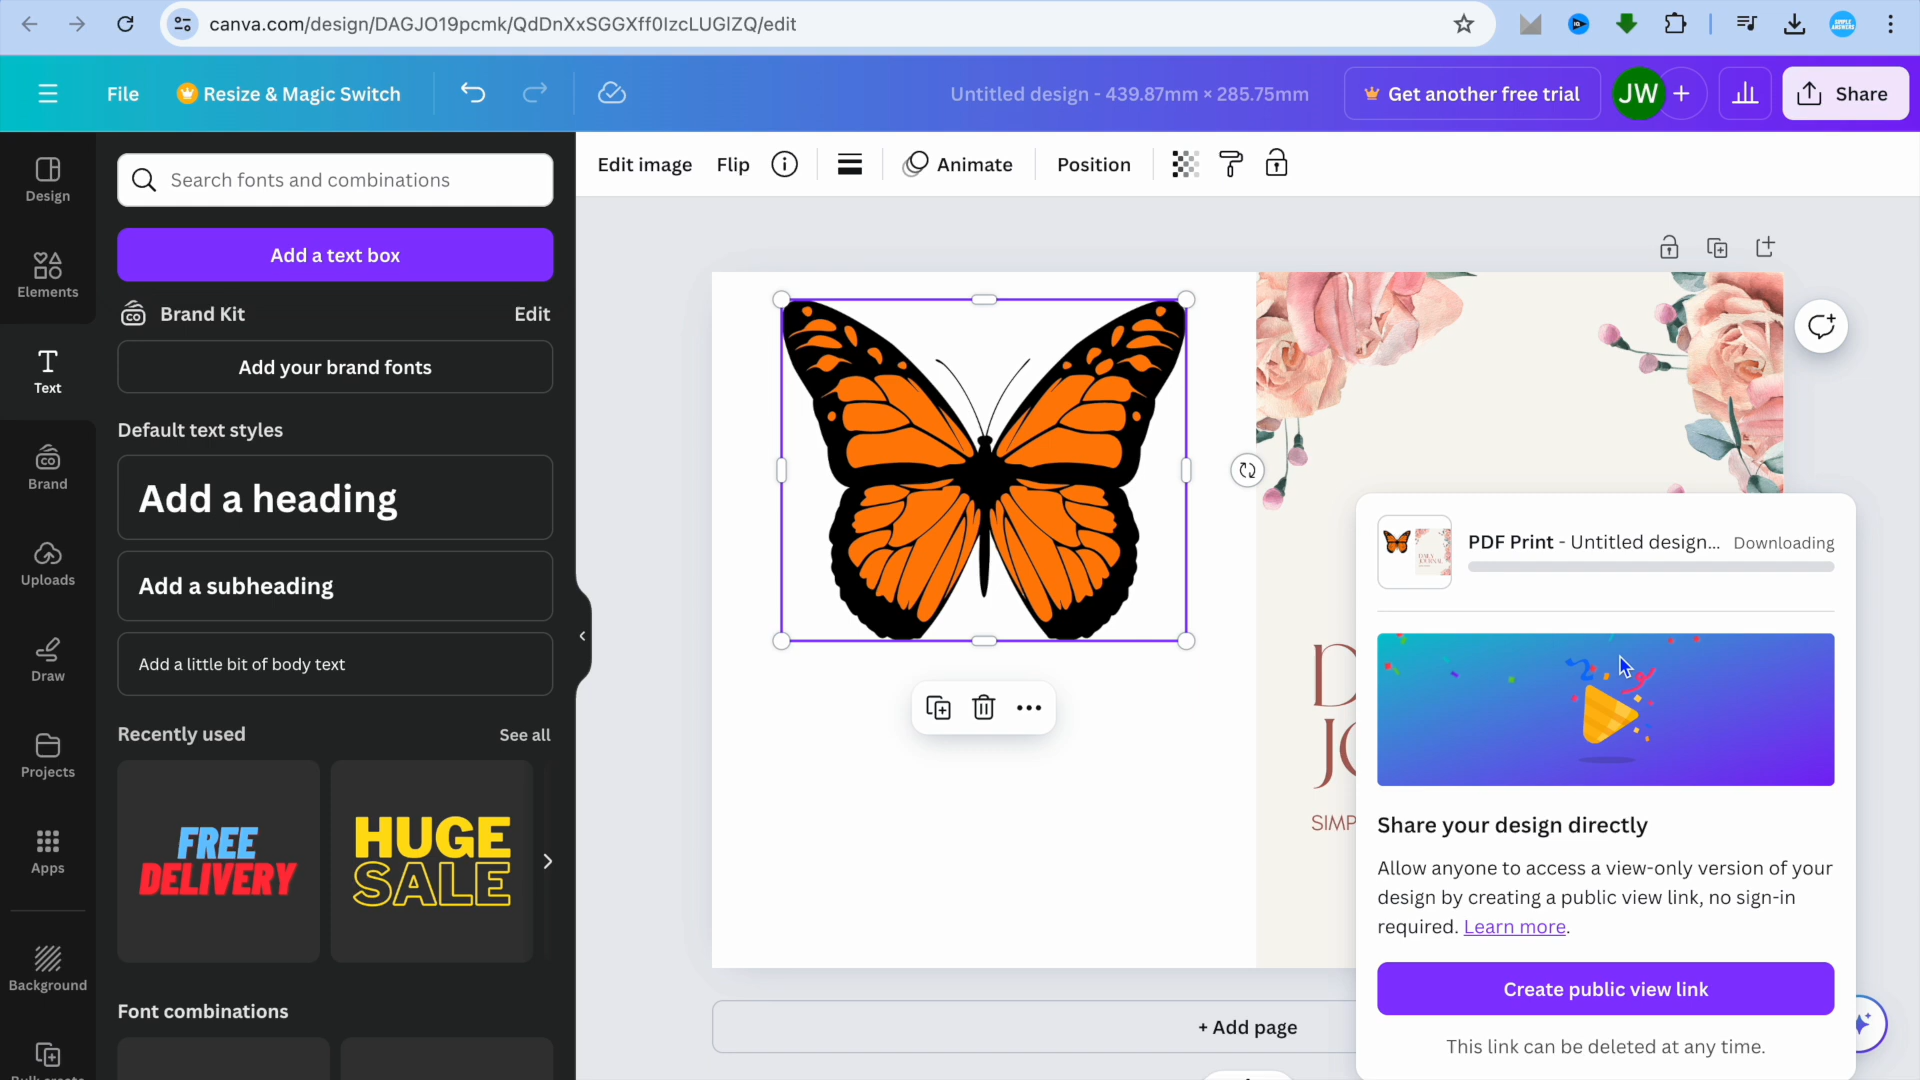 canva.com/design/DAGJO19pcmk/QdDnXxSGGXff0IzcLUGlZQ/edit
File
Resize & Magic Switch
Untitled design - 439.87mm × 285.75mm
Get another free trial
JW
Share
Design
Elements
Text
Brand
Uploads
Draw
Projects
Apps
Background
Search fonts and combinations
Add a text box
Brand Kit
Edit
Add your brand fonts
Default text styles
Add a heading
Add a subheading
Add a little bit of body text
Recently used
See all
FREE
DELIVERY
HUGE
SALE
Font combinations
Edit image
Flip
Animate
Position
SIMP
+ Add page
PDF Print - Untitled design...
Downloading
DAILY
JOURNAL
Share your design directly
Allow anyone to access a view-only version of your
design by creating a public view link, no sign-in
required. Learn more.
Create public view link
This link can be deleted at any time.